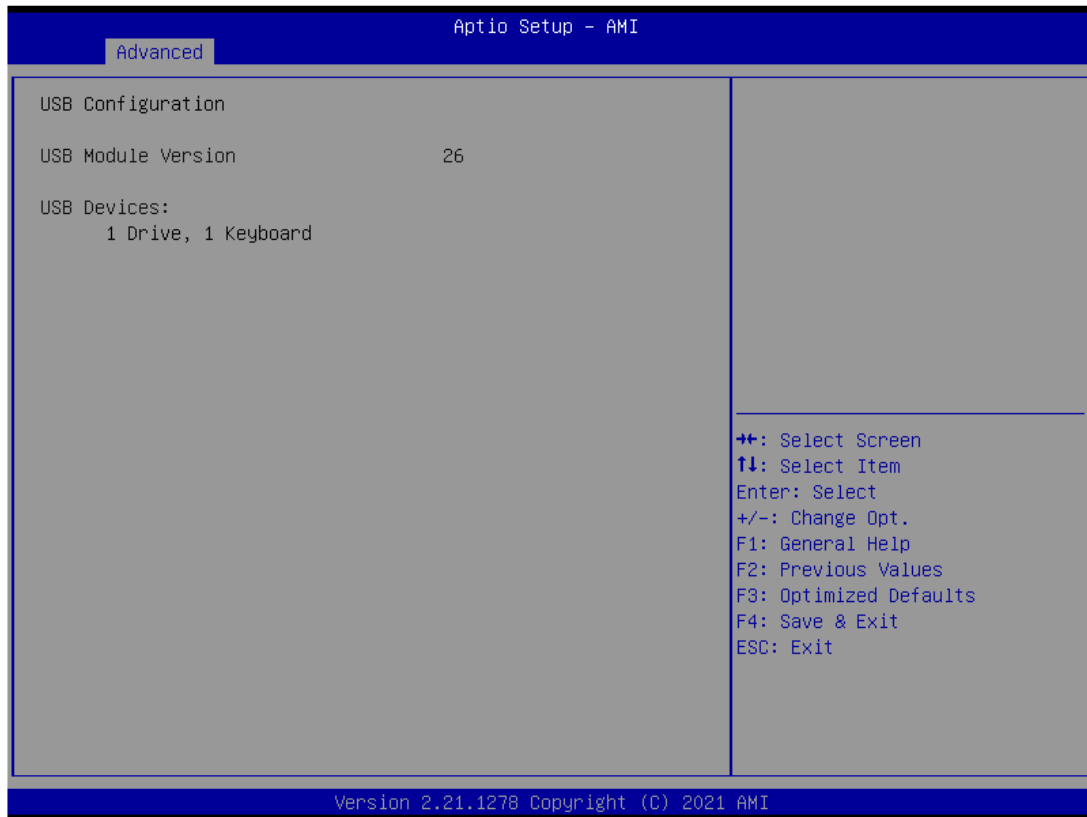 Aptio Setup – AMI
Advanced
USB Configuration
USB Module Version 26
USB Devices:
1 Drive, 1 Keyboard
→←: Select Screen
↑↓: Select Item
Enter: Select
+/-: Change Opt.
F1: General Help
F2: Previous Values
F3: Optimized Defaults
F4: Save & Exit
ESC: Exit
Version 2.21.1278 Copyright (C) 2021 AMI